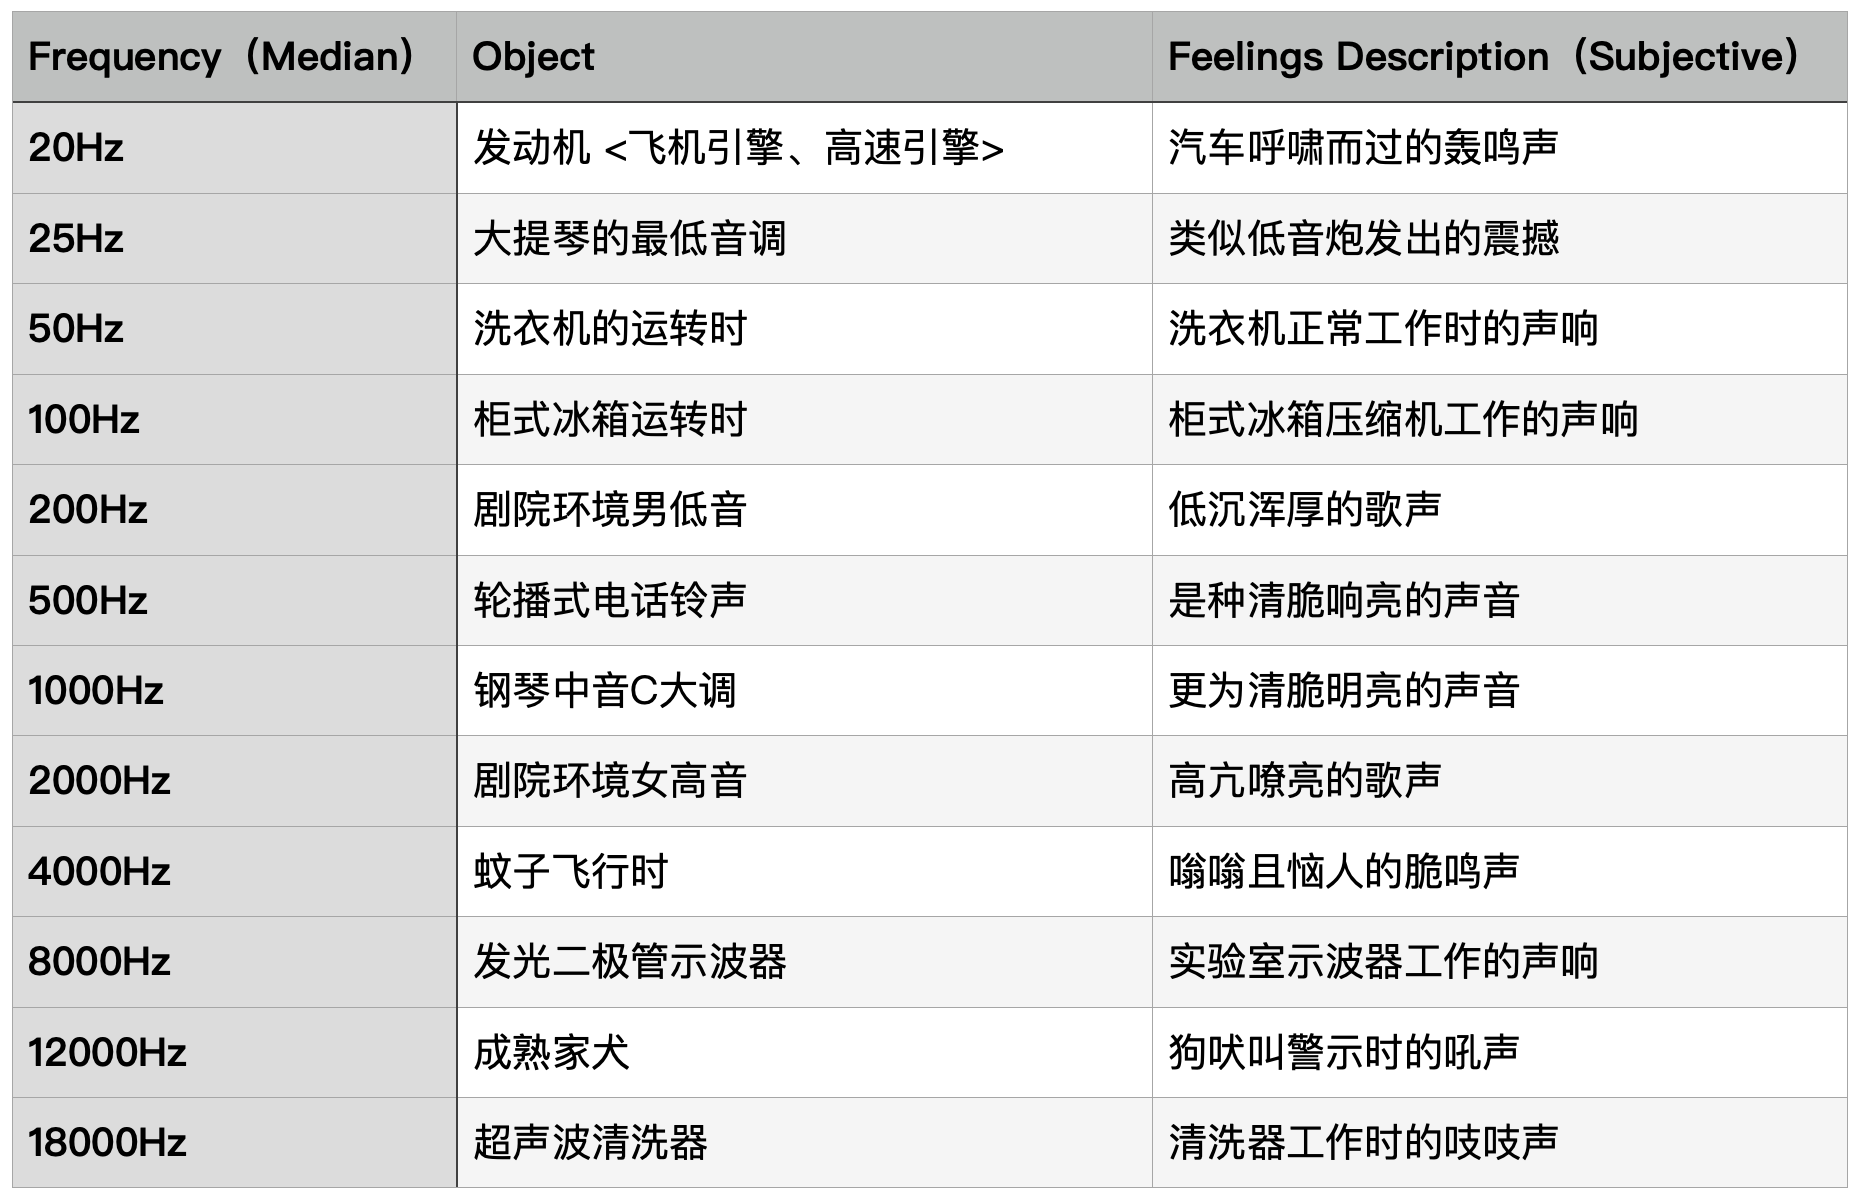 Frequency（Median） Object Feelings Description（Subjective）
20Hz 发动机 <飞机引擎、高速引擎> 汽车呼啸而过的轰鸣声
25Hz 大提琴的最低音调 类似低音炮发出的震撼
50Hz 洗衣机的运转时 洗衣机正常工作时的声响
100Hz 柜式冰箱运转时 柜式冰箱压缩机工作的声响
200Hz 剧院环境男低音 低沉浑厚的歌声
500Hz 轮播式电话铃声 是种清脆响亮的声音
1000Hz 钢琴中音C大调 更为清脆明亮的声音
2000Hz 剧院环境女高音 高亢嘹亮的歌声
4000Hz 蚊子飞行时 嗡嗡且恼人的脆鸣声
8000Hz 发光二极管示波器 实验室示波器工作的声响
12000Hz 成熟家犬 狗吠叫警示时的吼声
18000Hz 超声波清洗器 清洗器工作时的吱吱声